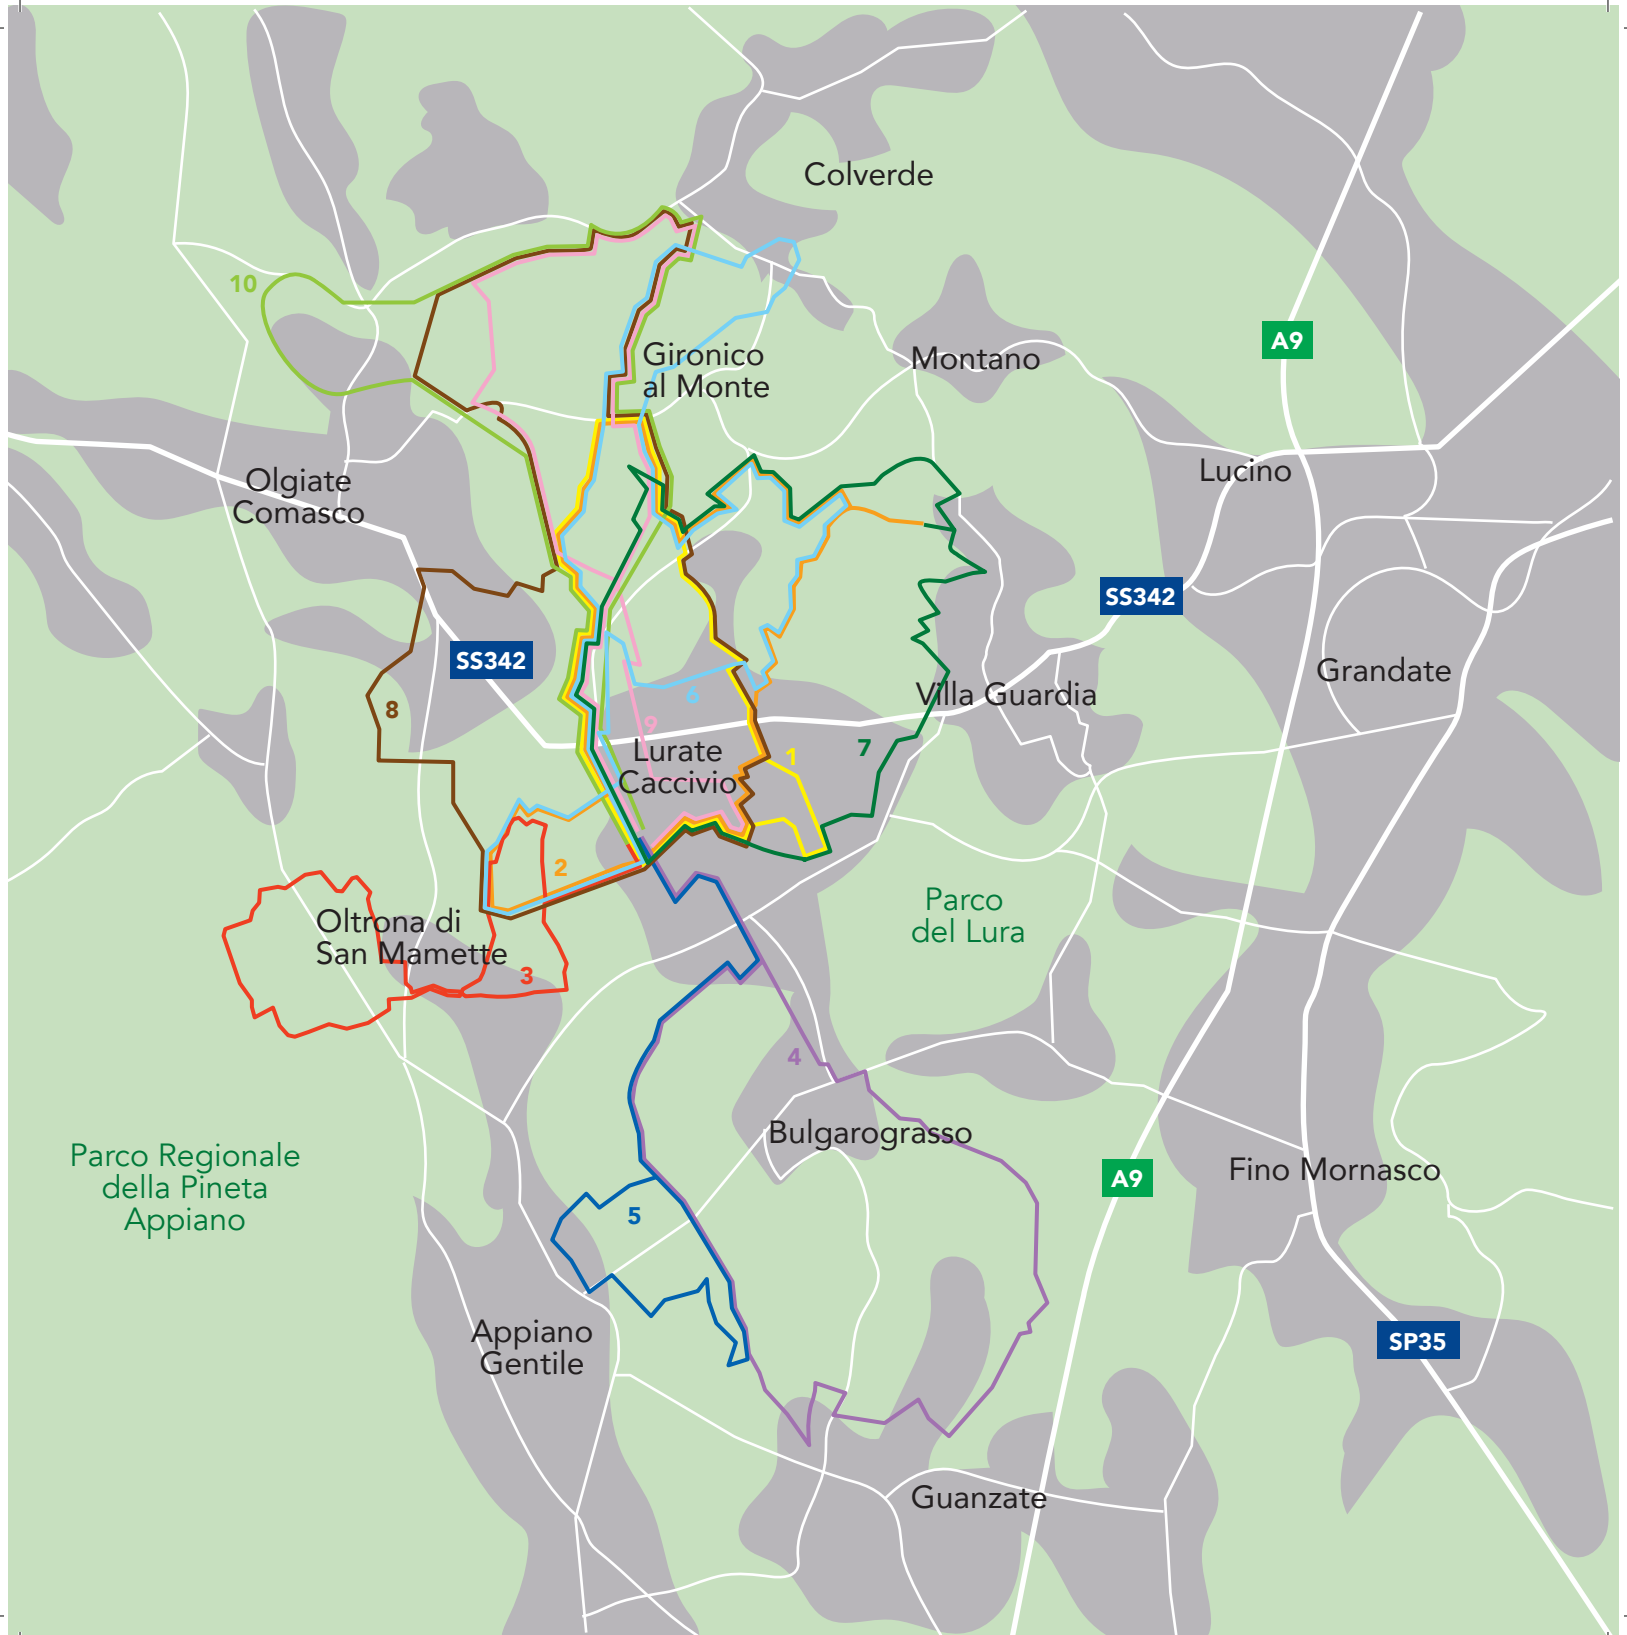 Colverde
10
A9
Gironico
al Monte
Montano
Lucino
Olgiate
Comasco
SS342
SS342
Grandate
8
6
Villa Guardia
9
7
1
Lurate
Caccivio
2
Parco
del Lura
Oltrona di
San Mamette
3
4
Bulgarograsso
Parco Regionale
della Pineta
Appiano
Fino Mornasco
A9
5
Appiano
Gentile
SP35
Guanzate